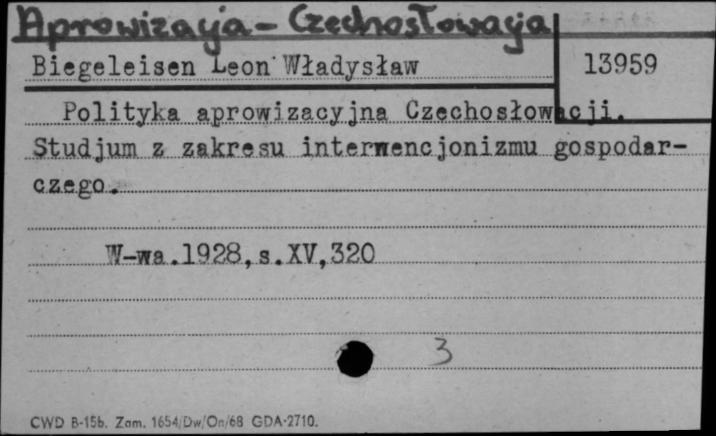 Aprowizacja - Czechosłowacja
Biegeleisen Leon Władysław
13959
Polityka aprowizacyjna Czechosłowacji.
Studjum z zakresu interwencjonizmu gospodar-
czego.
W-wa.1928,s.XV,320
3
CWD B-15b. Zam. 1654/Dw/On/68 GDA-2710.